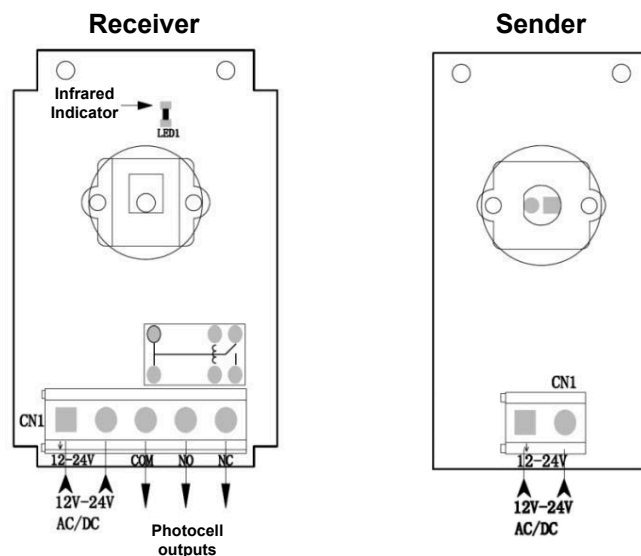 Receiver
Infrared
Indicator
LED1
CN1
12-24V
COM
NO
NC
12V-24V
AC/DC
Photocell
outputs
Sender
CN1
12-24V
12V-24V
AC/DC